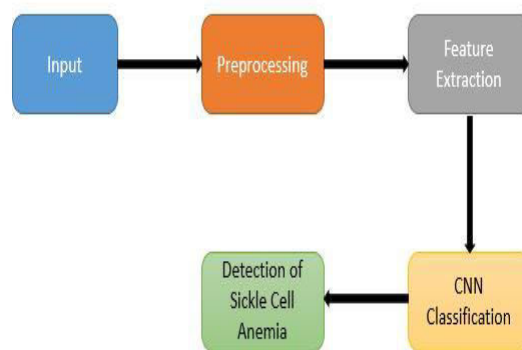 Input
Preprocessing
Feature
Extraction
CNN
Classification
Detection of
Sickle Cell
Anemia